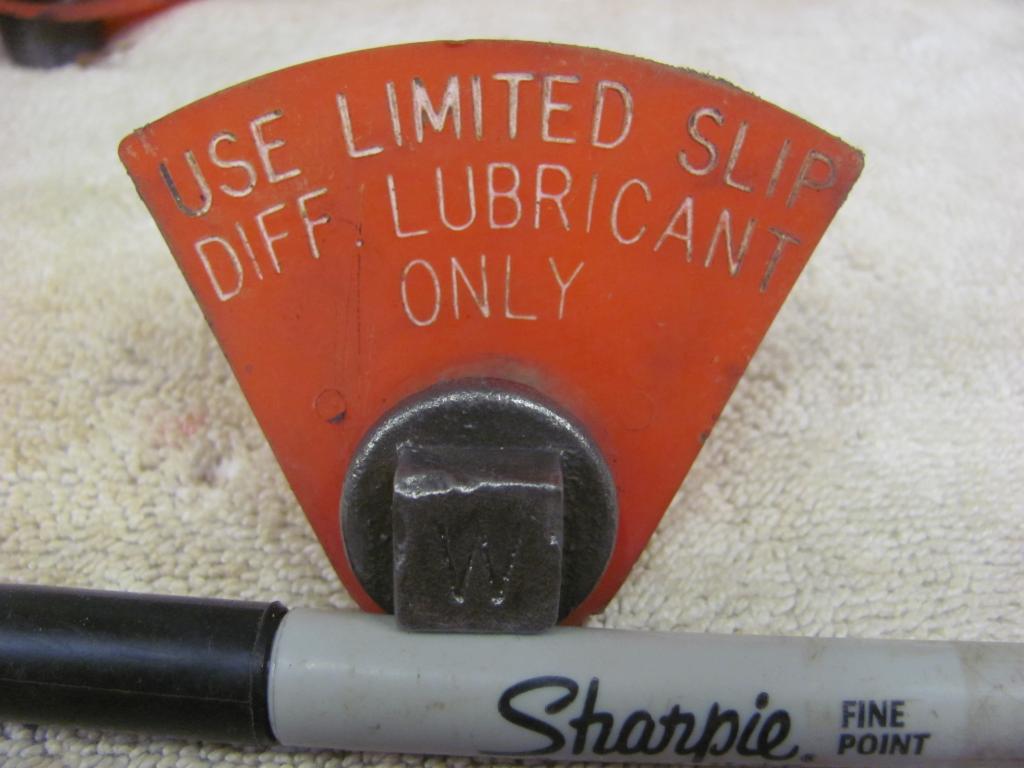 USE LIMITED SLIP
DIFF. LUBRICANT
ONLY
W
Sharpie.
FINE
POINT